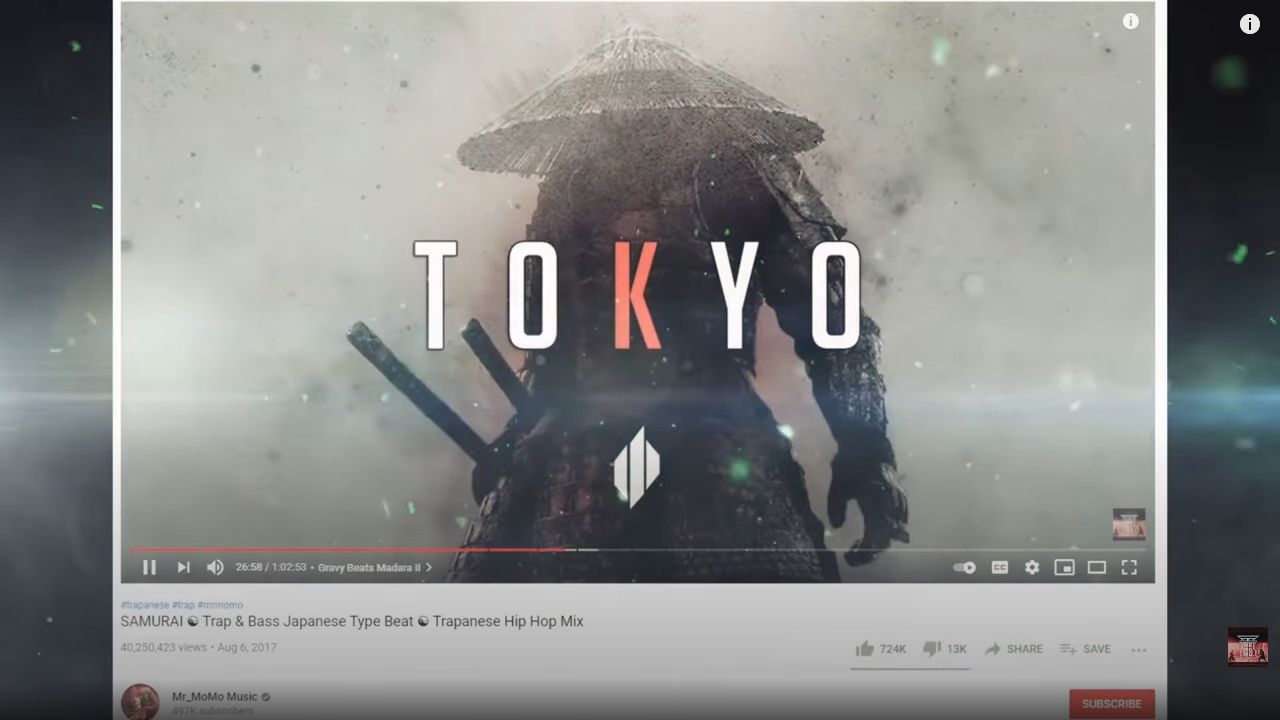 TOKYO
26:58 / 1:02:53 • Gravy Beats Madara II
CC
#trapanese #trap #mrmomo
SAMURAI ☯ Trap & Bass Japanese Type Beat ☯ Trapanese Hip Hop Mix
40,250,423 views • Aug 6, 2017
724K 13K SHARE SAVE
Mr_MoMo Music
497K subscribers
SUBSCRIBE